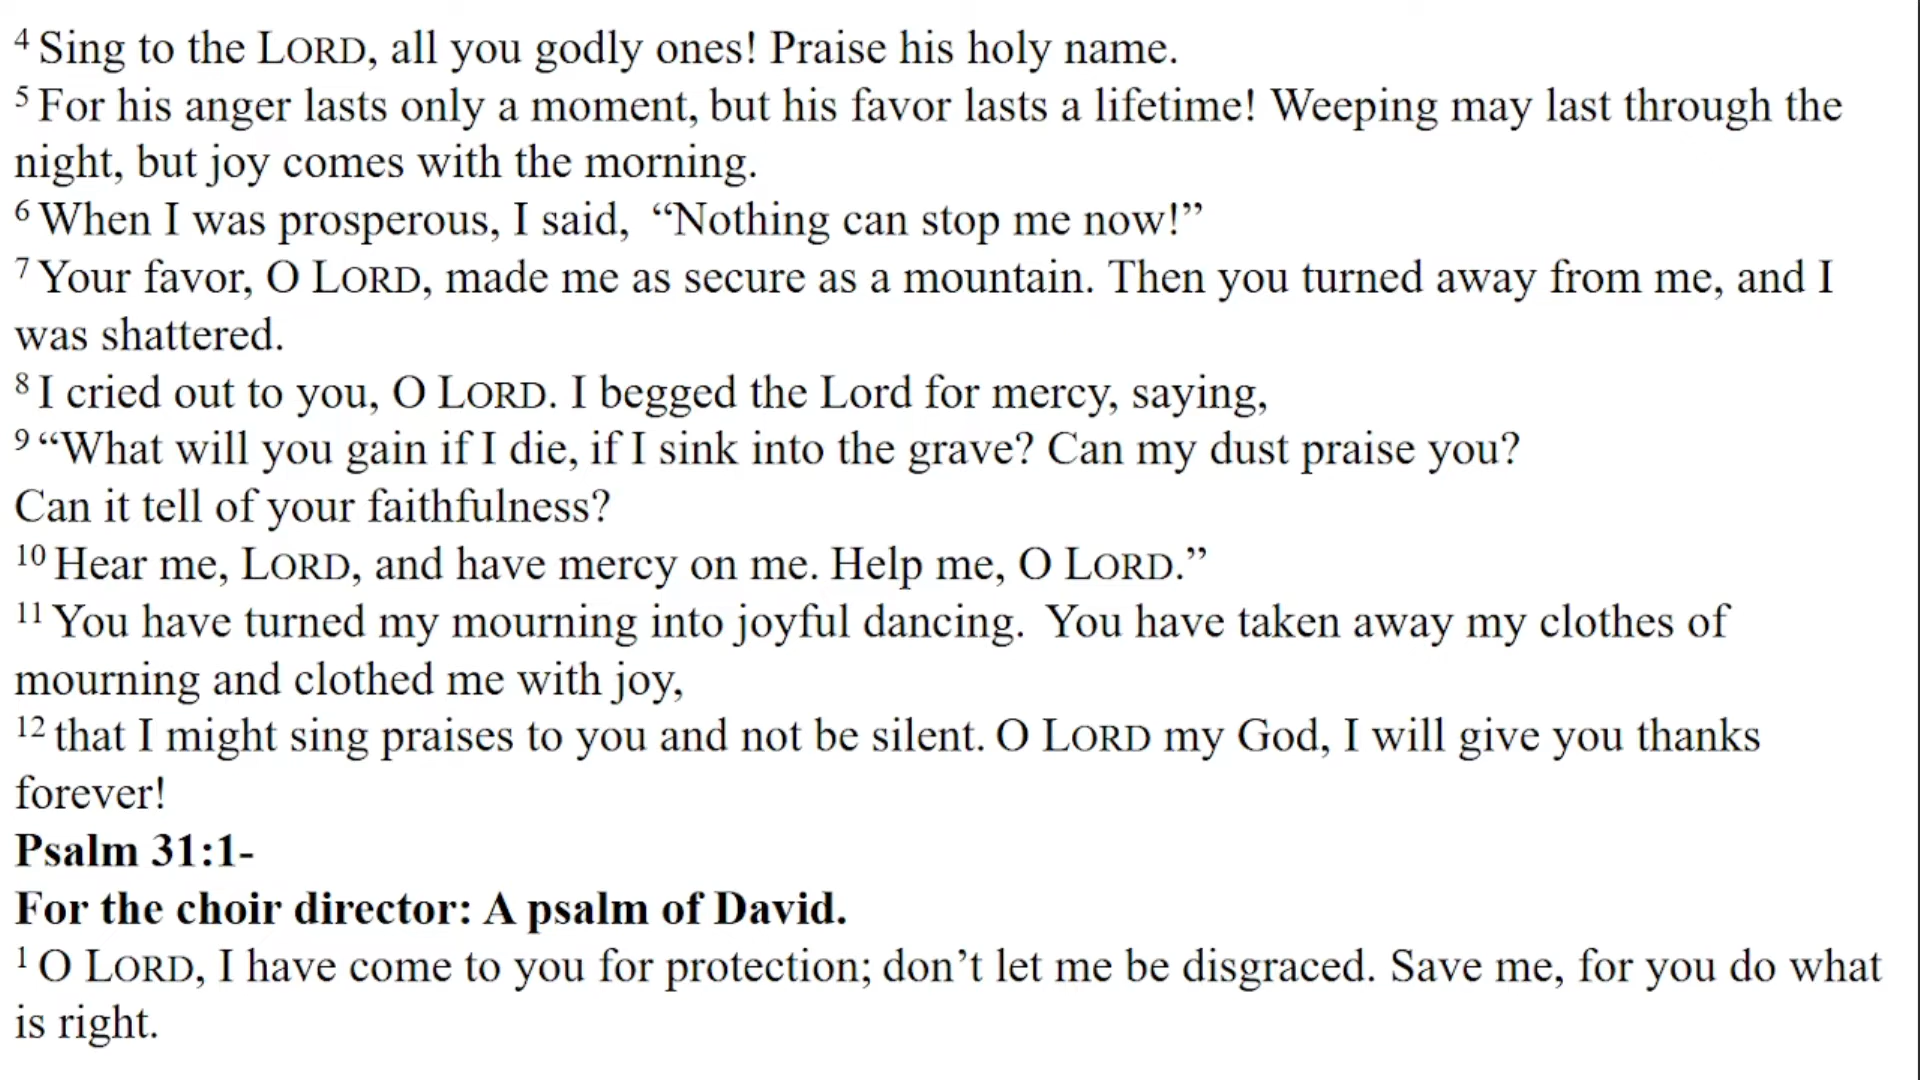 4 Sing to the LORD, all you godly ones! Praise his holy name.
5 For his anger lasts only a moment, but his favor lasts a lifetime! Weeping may last through the
night, but joy comes with the morning.
6 When I was prosperous, I said,  “Nothing can stop me now!”
7 Your favor, O LORD, made me as secure as a mountain. Then you turned away from me, and I
was shattered.
8 I cried out to you, O LORD. I begged the Lord for mercy, saying,
9 “What will you gain if I die, if I sink into the grave? Can my dust praise you?
Can it tell of your faithfulness?
10 Hear me, LORD, and have mercy on me. Help me, O LORD.”
11 You have turned my mourning into joyful dancing.  You have taken away my clothes of
mourning and clothed me with joy,
12 that I might sing praises to you and not be silent. O LORD my God, I will give you thanks
forever!
Psalm 31:1-
For the choir director: A psalm of David.
1 O LORD, I have come to you for protection; don’t let me be disgraced. Save me, for you do what
is right.